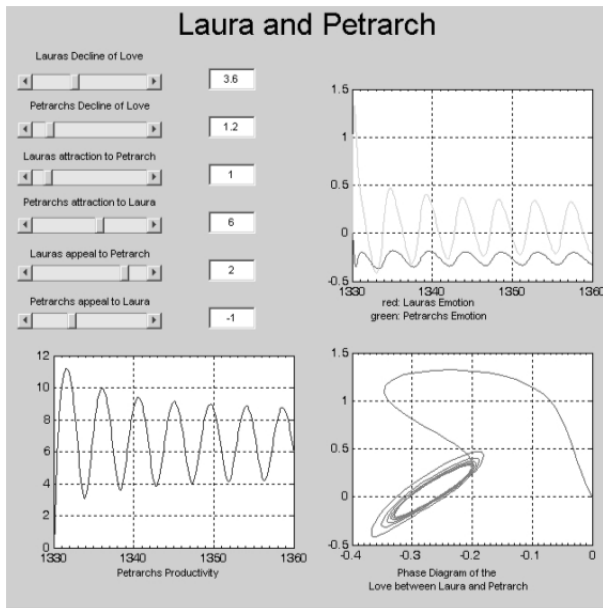 Laura and Petrarch
Lauras Decline of Love
3.6
Petrarchs Decline of Love
1.2
Lauras attraction to Petrarch
1
Petrarchs attraction to Laura
6
Lauras appeal to Petrarch
2
Petrarchs appeal to Laura
-1
1.5
1
0.5
0
-0.5
1330 1340 1350 1360
red: Lauras Emotion
green: Petrarchs Emotion
12
10
8
6
4
2
0
1330 1340 1350 1360
Petrarchs Productivity
1.5
1
0.5
0
-0.5
-0.4 -0.3 -0.2 -0.1 0
Phase Diagram of the
Love between Laura and Petrarch